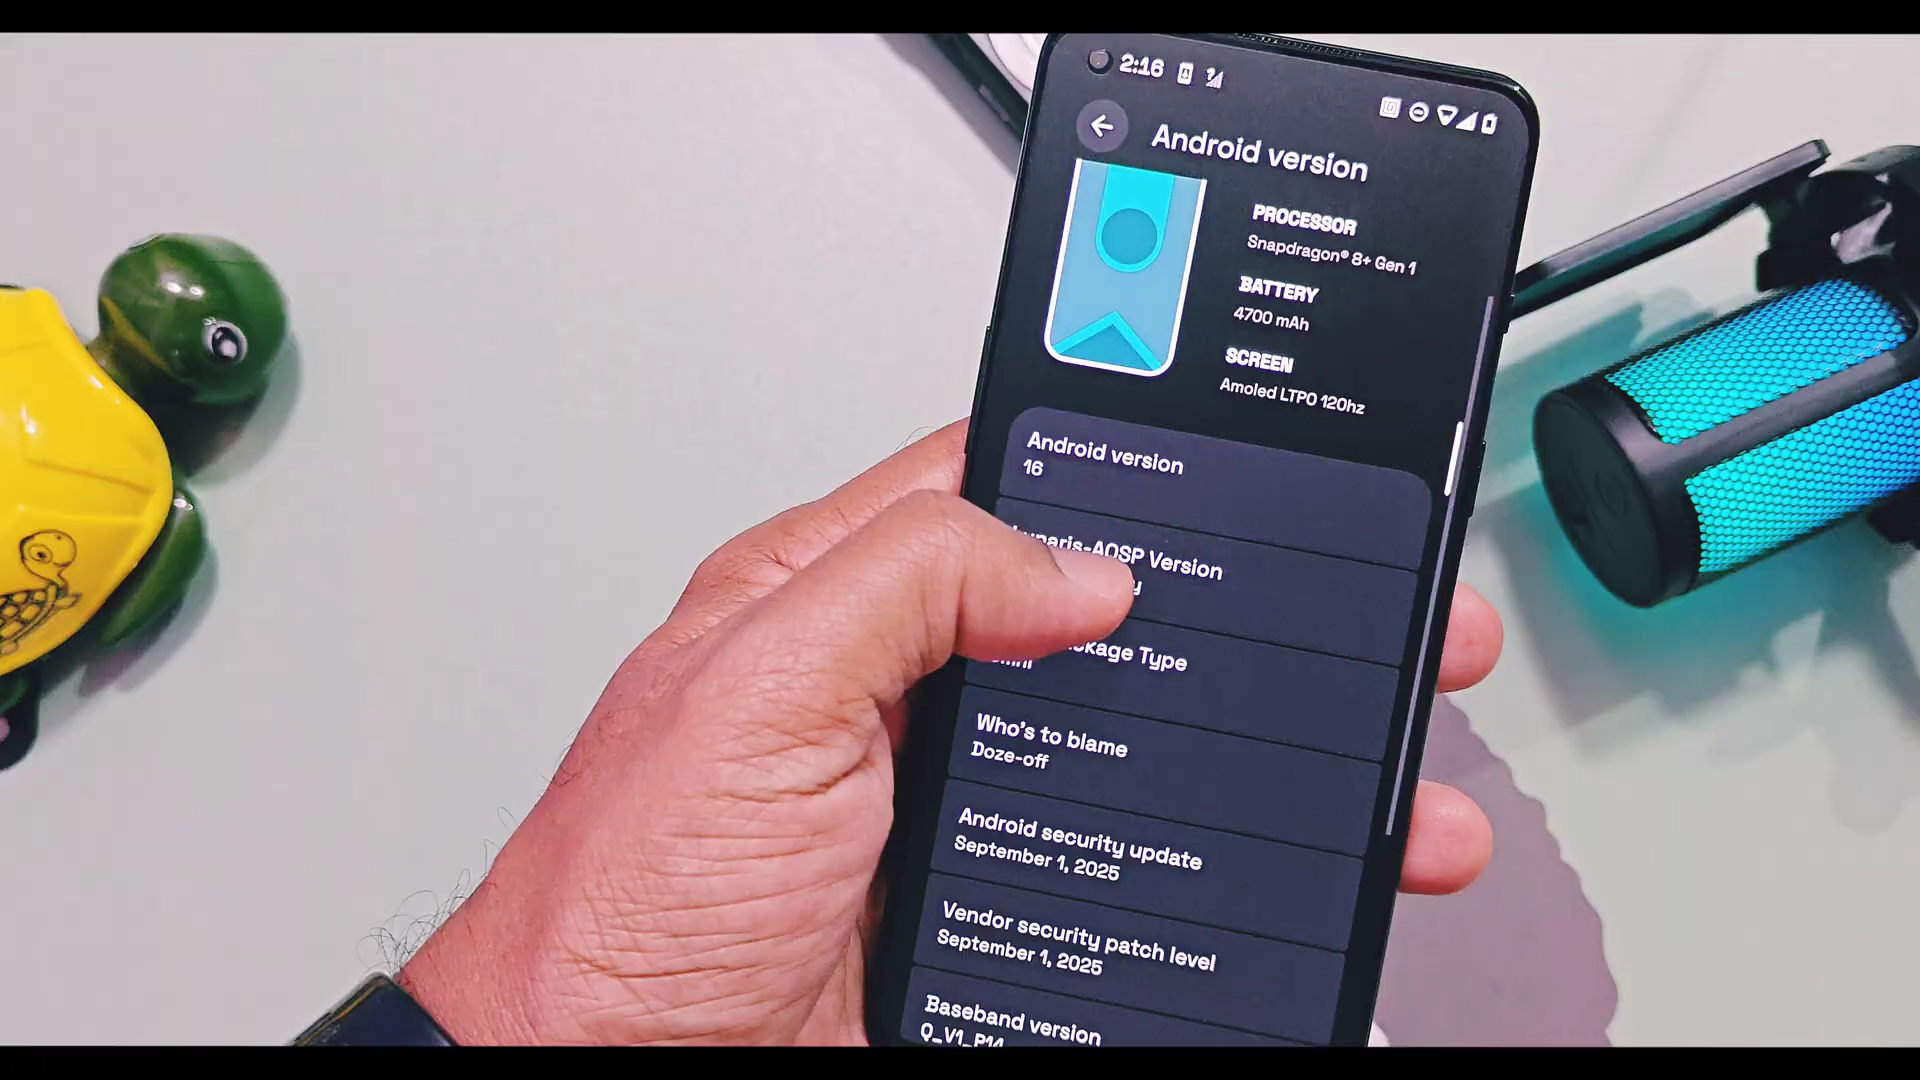 2:16
Android version
PROCESSOR
Snapdragon® 8+ Gen 1
BATTERY
4700 mAh
SCREEN
Amoled LTPO 120hz
Android version
16
Version
Type
Who's to blame
Doze-off
Android security update
September 1, 2025
Vendor security patch level
September 1, 2025
Baseband version
Q_V1_P14